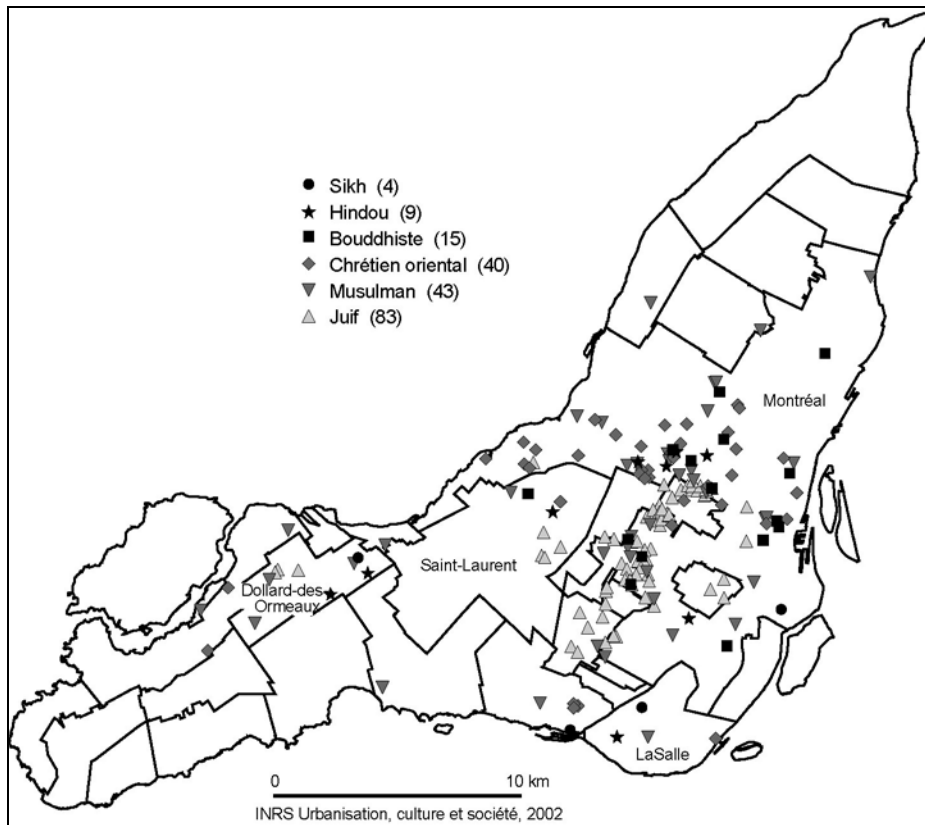 Sikh (4)
Hindou (9)
Bouddhiste (15)
Chrétien oriental (40)
Musulman (43)
Juif (83)
Montréal
Saint-Laurent
Dollard-des-
Ormeaux
LaSalle
0 10 km
INRS Urbanisation, culture et société, 2002